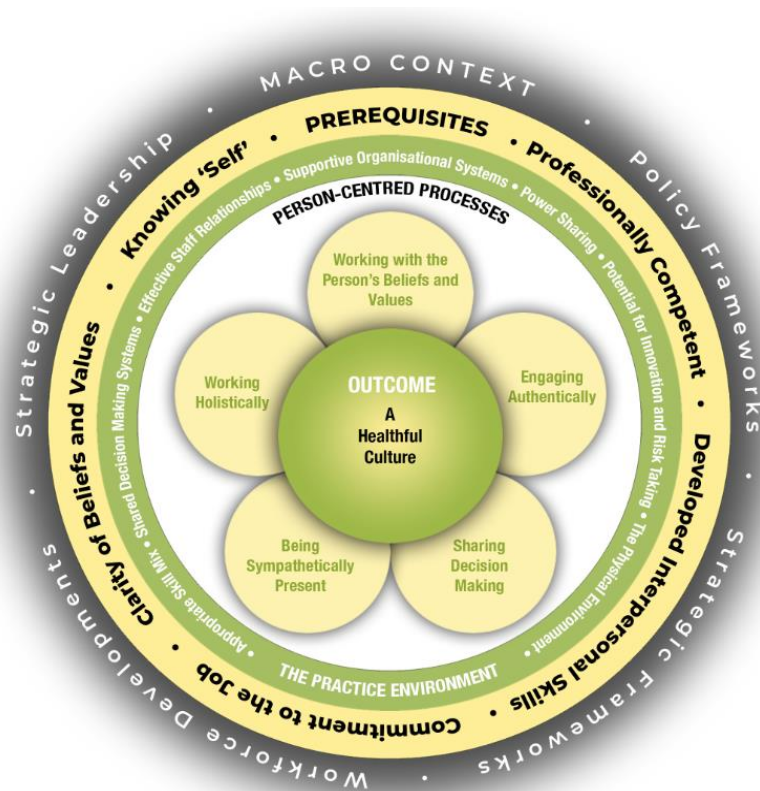 MACRO CONTEXT • Policy Frameworks • Strategic Frameworks • Workforce Developments • Strategic Leadership •
PREREQUISITES • Professionally Competent • Developed Interpersonal Skills • Commitment to the Job • Clarity of Beliefs and Values • Knowing ‘Self’ •
• Appropriate Skill Mix • Shared Decision Making Systems • Effective Staff Relationships • Supportive Organisational Systems • Power Sharing • Potential for Innovation and Risk Taking • The Physical Environment •
THE PRACTICE ENVIRONMENT
PERSON-CENTRED PROCESSES
Working with the
Person’s Beliefs and
Values
Engaging
Authentically
Sharing
Decision
Making
Being
Sympathetically
Present
Working
Holistically
OUTCOME
A
Healthful
Culture